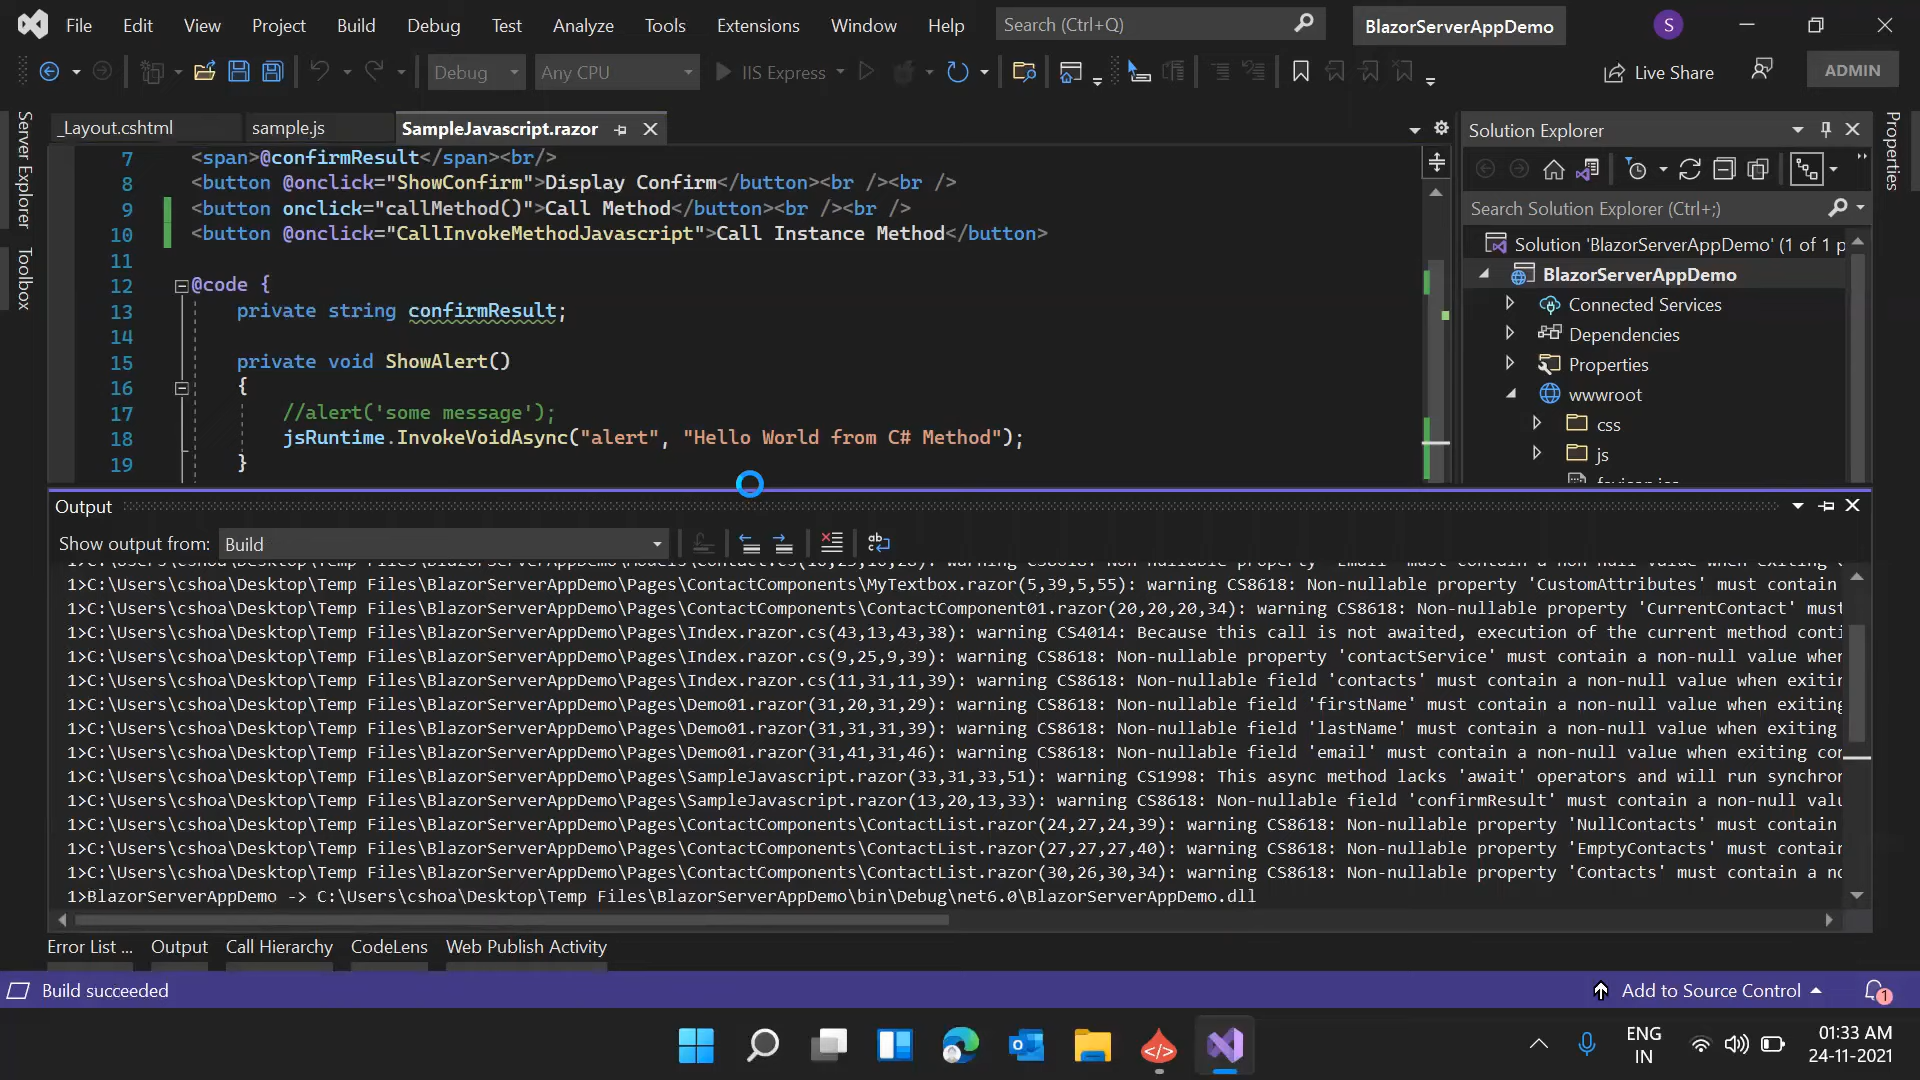 File Edit View Project Build Debug Test Analyze Tools Extensions Window Help Search (Ctrl+Q) BlazorServerAppDemo S
Debug Any CPU IIS Express Live Share ADMIN
Server Explorer
Toolbox
_Layout.cshtml sample.js SampleJavascript.razor
7 <span>@confirmResult</span><br/>
8 <button @onclick="ShowConfirm">Display Confirm</button><br /><br />
9 <button onclick="callMethod()">Call Method</button><br /><br />
10 <button @onclick="CallInvokeMethodJavascript">Call Instance Method</button>
11
12 @code {
13 private string confirmResult;
14
15 private void ShowAlert()
16 {
17 //alert('some message');
18 jsRuntime.InvokeVoidAsync("alert", "Hello World from C# Method");
19 }
Solution Explorer
Search Solution Explorer (Ctrl+;)
Solution 'BlazorServerAppDemo' (1 of 1 p
BlazorServerAppDemo
Connected Services
Dependencies
Properties
wwwroot
css
js
Properties
Output
Show output from: Build
1>C:\Users\cshoa\Desktop\Temp Files\BlazorServerAppDemo\Pages\ContactComponents\MyTextbox.razor(5,39,5,55): warning CS8618: Non-nullable property 'CustomAttributes' must contain
1>C:\Users\cshoa\Desktop\Temp Files\BlazorServerAppDemo\Pages\ContactComponents\ContactComponent01.razor(20,20,20,34): warning CS8618: Non-nullable property 'CurrentContact' must
1>C:\Users\cshoa\Desktop\Temp Files\BlazorServerAppDemo\Pages\Index.razor.cs(43,13,43,38): warning CS4014: Because this call is not awaited, execution of the current method conti
1>C:\Users\cshoa\Desktop\Temp Files\BlazorServerAppDemo\Pages\Index.razor.cs(9,25,9,39): warning CS8618: Non-nullable property 'contactService' must contain a non-null value when
1>C:\Users\cshoa\Desktop\Temp Files\BlazorServerAppDemo\Pages\Index.razor.cs(11,31,11,39): warning CS8618: Non-nullable field 'contacts' must contain a non-null value when exitin
1>C:\Users\cshoa\Desktop\Temp Files\BlazorServerAppDemo\Pages\Demo01.razor(31,20,31,29): warning CS8618: Non-nullable field 'firstName' must contain a non-null value when exiting
1>C:\Users\cshoa\Desktop\Temp Files\BlazorServerAppDemo\Pages\Demo01.razor(31,31,31,39): warning CS8618: Non-nullable field 'lastName' must contain a non-null value when exiting
1>C:\Users\cshoa\Desktop\Temp Files\BlazorServerAppDemo\Pages\Demo01.razor(31,41,31,46): warning CS8618: Non-nullable field 'email' must contain a non-null value when exiting con
1>C:\Users\cshoa\Desktop\Temp Files\BlazorServerAppDemo\Pages\SampleJavascript.razor(33,31,33,51): warning CS1998: This async method lacks 'await' operators and will run synchron
1>C:\Users\cshoa\Desktop\Temp Files\BlazorServerAppDemo\Pages\SampleJavascript.razor(13,20,13,33): warning CS8618: Non-nullable field 'confirmResult' must contain a non-null valu
1>C:\Users\cshoa\Desktop\Temp Files\BlazorServerAppDemo\Pages\ContactComponents\ContactList.razor(24,27,24,39): warning CS8618: Non-nullable property 'NullContacts' must contain
1>C:\Users\cshoa\Desktop\Temp Files\BlazorServerAppDemo\Pages\ContactComponents\ContactList.razor(27,27,27,40): warning CS8618: Non-nullable property 'EmptyContacts' must contain
1>C:\Users\cshoa\Desktop\Temp Files\BlazorServerAppDemo\Pages\ContactComponents\ContactList.razor(30,26,30,34): warning CS8618: Non-nullable property 'Contacts' must contain a no
1>BlazorServerAppDemo -> C:\Users\cshoa\Desktop\Temp Files\BlazorServerAppDemo\bin\Debug\net6.0\BlazorServerAppDemo.dll
Error List ... Output Call Hierarchy CodeLens Web Publish Activity
Build succeeded Add to Source Control 1
ENG
IN
01:33 AM
24-11-2021